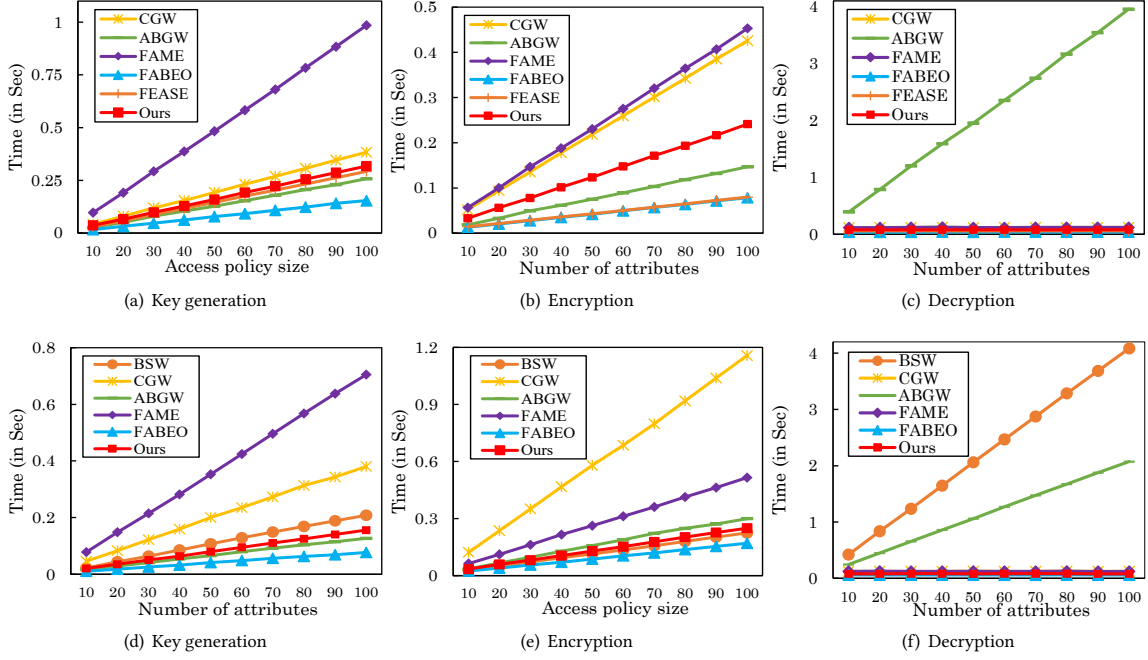 1
0.75
0.5
0.25
0
Time (in Sec)
CGW
ABGW
FAME
FABEO
FEASE
Ours
10 20 30 40 50 60 70 80 90 100
Access policy size
(a) Key generation
0.5
0.4
0.3
0.2
0.1
0
Time (in Sec)
CGW
ABGW
FAME
FABEO
FEASE
Ours
10 20 30 40 50 60 70 80 90 100
Number of attributes
(b) Encryption
4
3
2
1
0
Time (in Sec)
CGW
ABGW
FAME
FABEO
FEASE
Ours
10 20 30 40 50 60 70 80 90 100
Number of attributes
(c) Decryption
0.8
0.6
0.4
0.2
0
Time (in Sec)
BSW
CGW
ABGW
FAME
FABEO
Ours
10 20 30 40 50 60 70 80 90 100
Number of attributes
(d) Key generation
1.2
0.9
0.6
0.3
0
Time (in Sec)
BSW
CGW
ABGW
FAME
FABEO
Ours
10 20 30 40 50 60 70 80 90 100
Access policy size
(e) Encryption
4
3
2
1
0
Time (in Sec)
BSW
CGW
ABGW
FAME
FABEO
Ours
10 20 30 40 50 60 70 80 90 100
Number of attributes
(f) Decryption